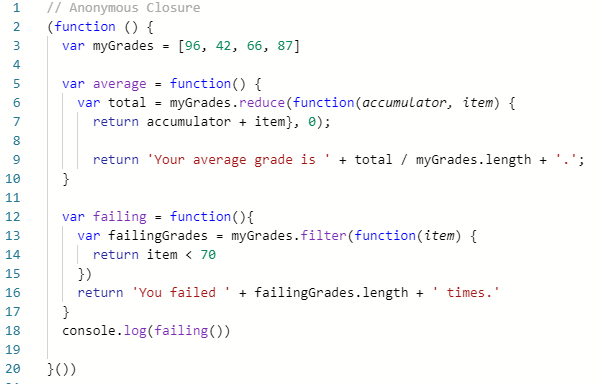 1 // Anonymous Closure
2 (function () {
3 var myGrades = [96, 42, 66, 87]
4
5 var average = function() {
6 var total = myGrades.reduce(function(accumulator, item) {
7 return accumulator + item}, 0);
8
9 return 'Your average grade is ' + total / myGrades.length + '.';
10 }
11
12 var failing = function(){
13 var failingGrades = myGrades.filter(function(item) {
14 return item < 70
15 })
16 return 'You failed ' + failingGrades.length + ' times.'
17 }
18 console.log(failing())
19
20 }())